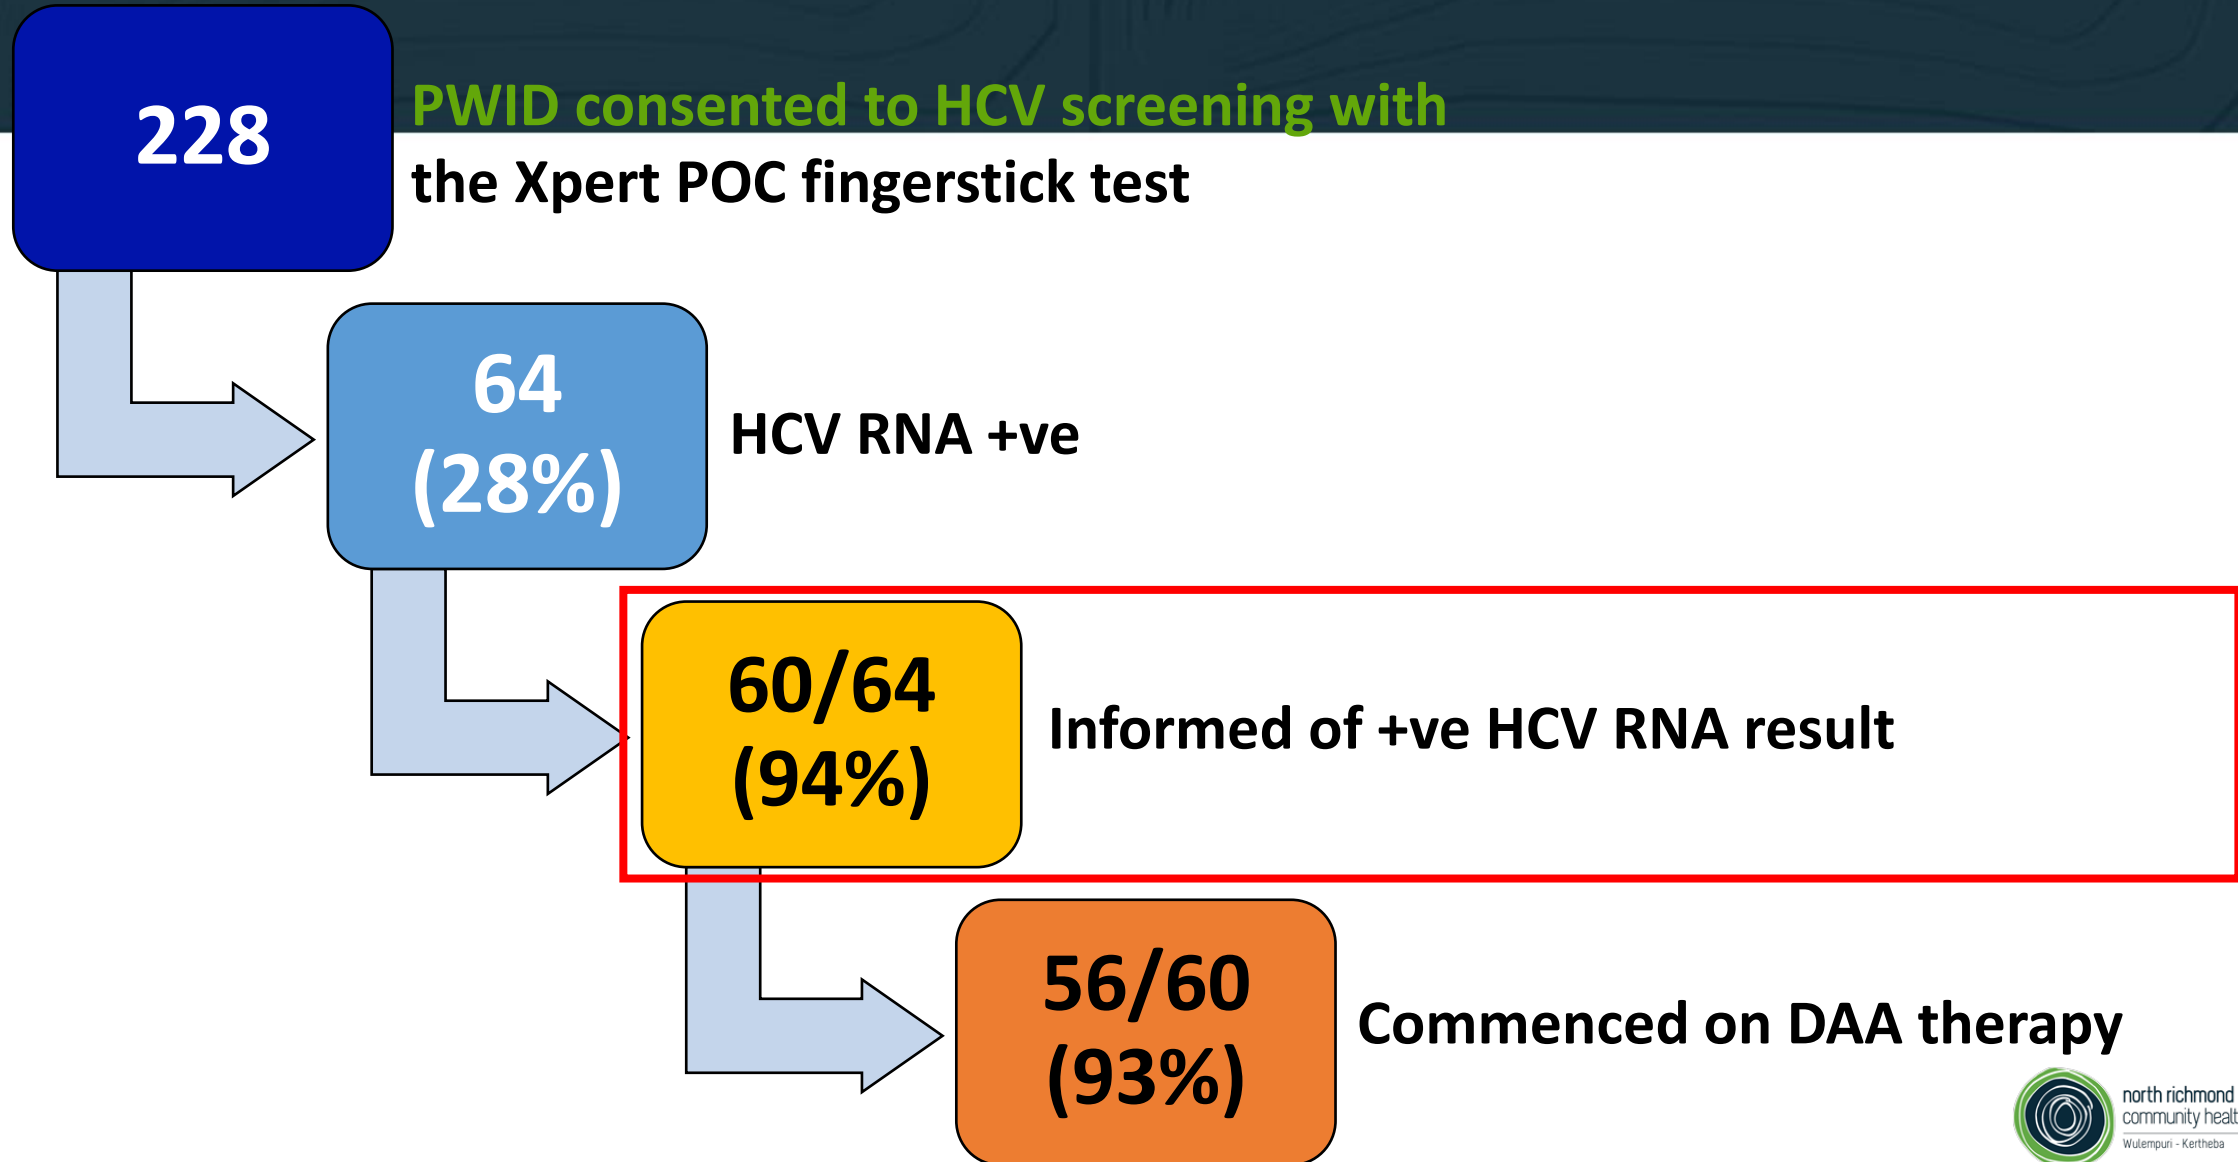 228
PWID consented to HCV screening with
the Xpert POC fingerstick test
64
(28%)
HCV RNA +ve
60/64
(94%)
Informed of +ve HCV RNA result
56/60
(93%)
Commenced on DAA therapy
north richmond
community healt
Wulempuri - Kertheba